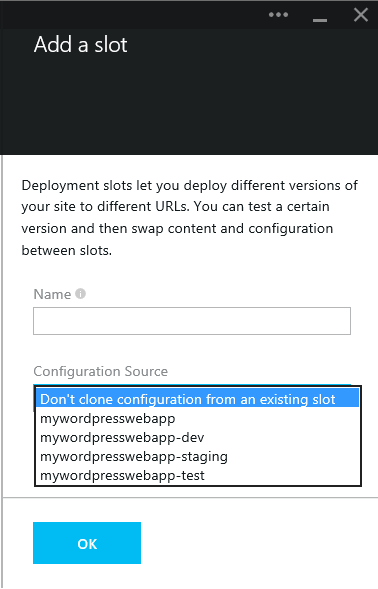 Add a slot
Deployment slots let you deploy different versions of
your site to different URLs. You can test a certain
version and then swap content and configuration
between slots.
Name
Configuration Source
Don't clone configuration from an existing slot
mywordpresswebapp
mywordpresswebapp-dev
mywordpresswebapp-staging
mywordpresswebapp-test
OK